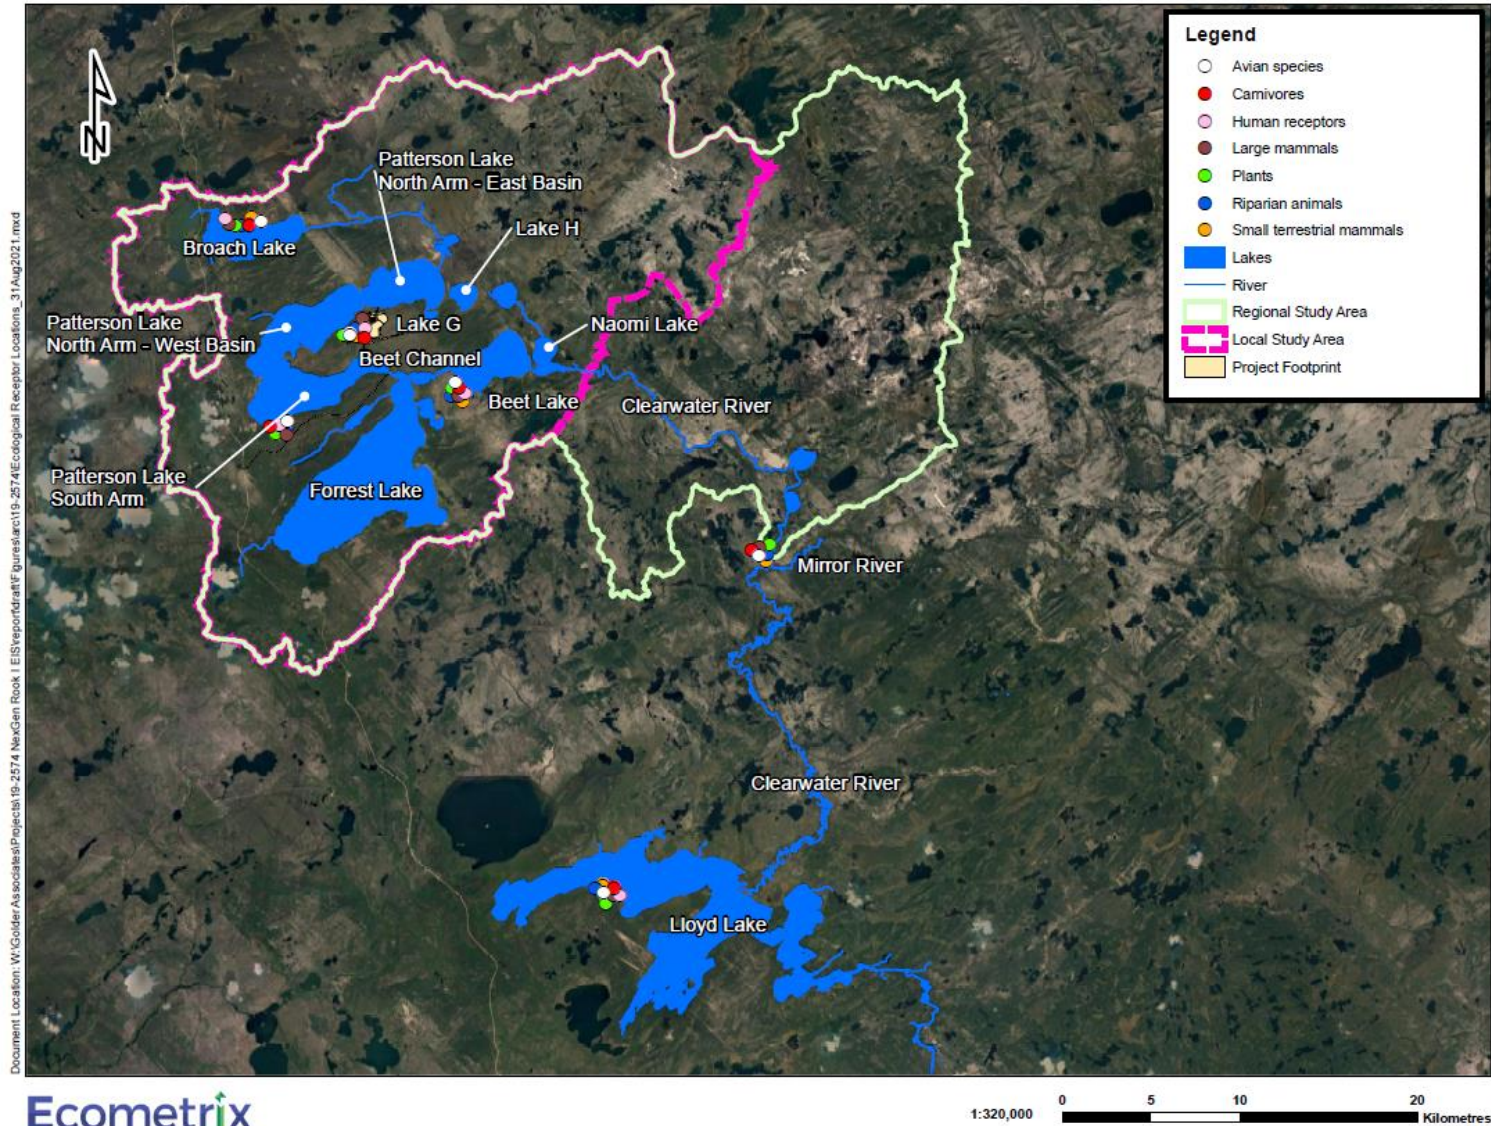 Legend
Avian species
Carnivores
Human receptors
Large mammals
Plants
Riparian animals
Small terrestrial mammals
Lakes
River
Regional Study Area
Local Study Area
Project Footprint
N
Patterson Lake
North Arm - East Basin
Lake H
Broach Lake
Patterson Lake
North Arm - West Basin
Lake G
Naomi Lake
Beet Channel
Beet Lake
Clearwater River
Patterson Lake
South Arm
Forrest Lake
Mirror River
Clearwater River
Lloyd Lake
Document Location: W:\Golder Associates\Projects\19-2574 NexGen Rook I EIS\report\draft\Figures\arc\19-2574\Ecological Receptor Locations_31Aug2021.mxd
Ecometrix
1:320,000
0 5 10 20
Kilometres